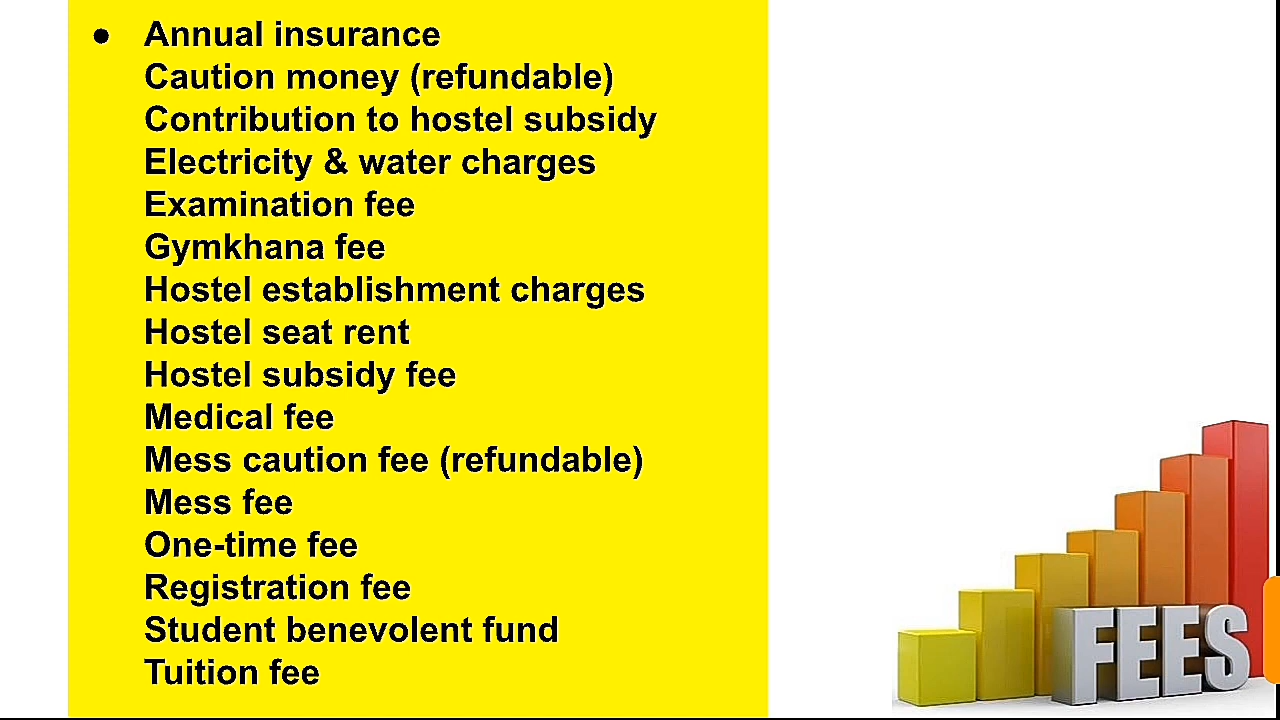 ● Annual insurance
Caution money (refundable)
Contribution to hostel subsidy
Electricity & water charges
Examination fee
Gymkhana fee
Hostel establishment charges
Hostel seat rent
Hostel subsidy fee
Medical fee
Mess caution fee (refundable)
Mess fee
One-time fee
Registration fee
Student benevolent fund
Tuition fee
FEES